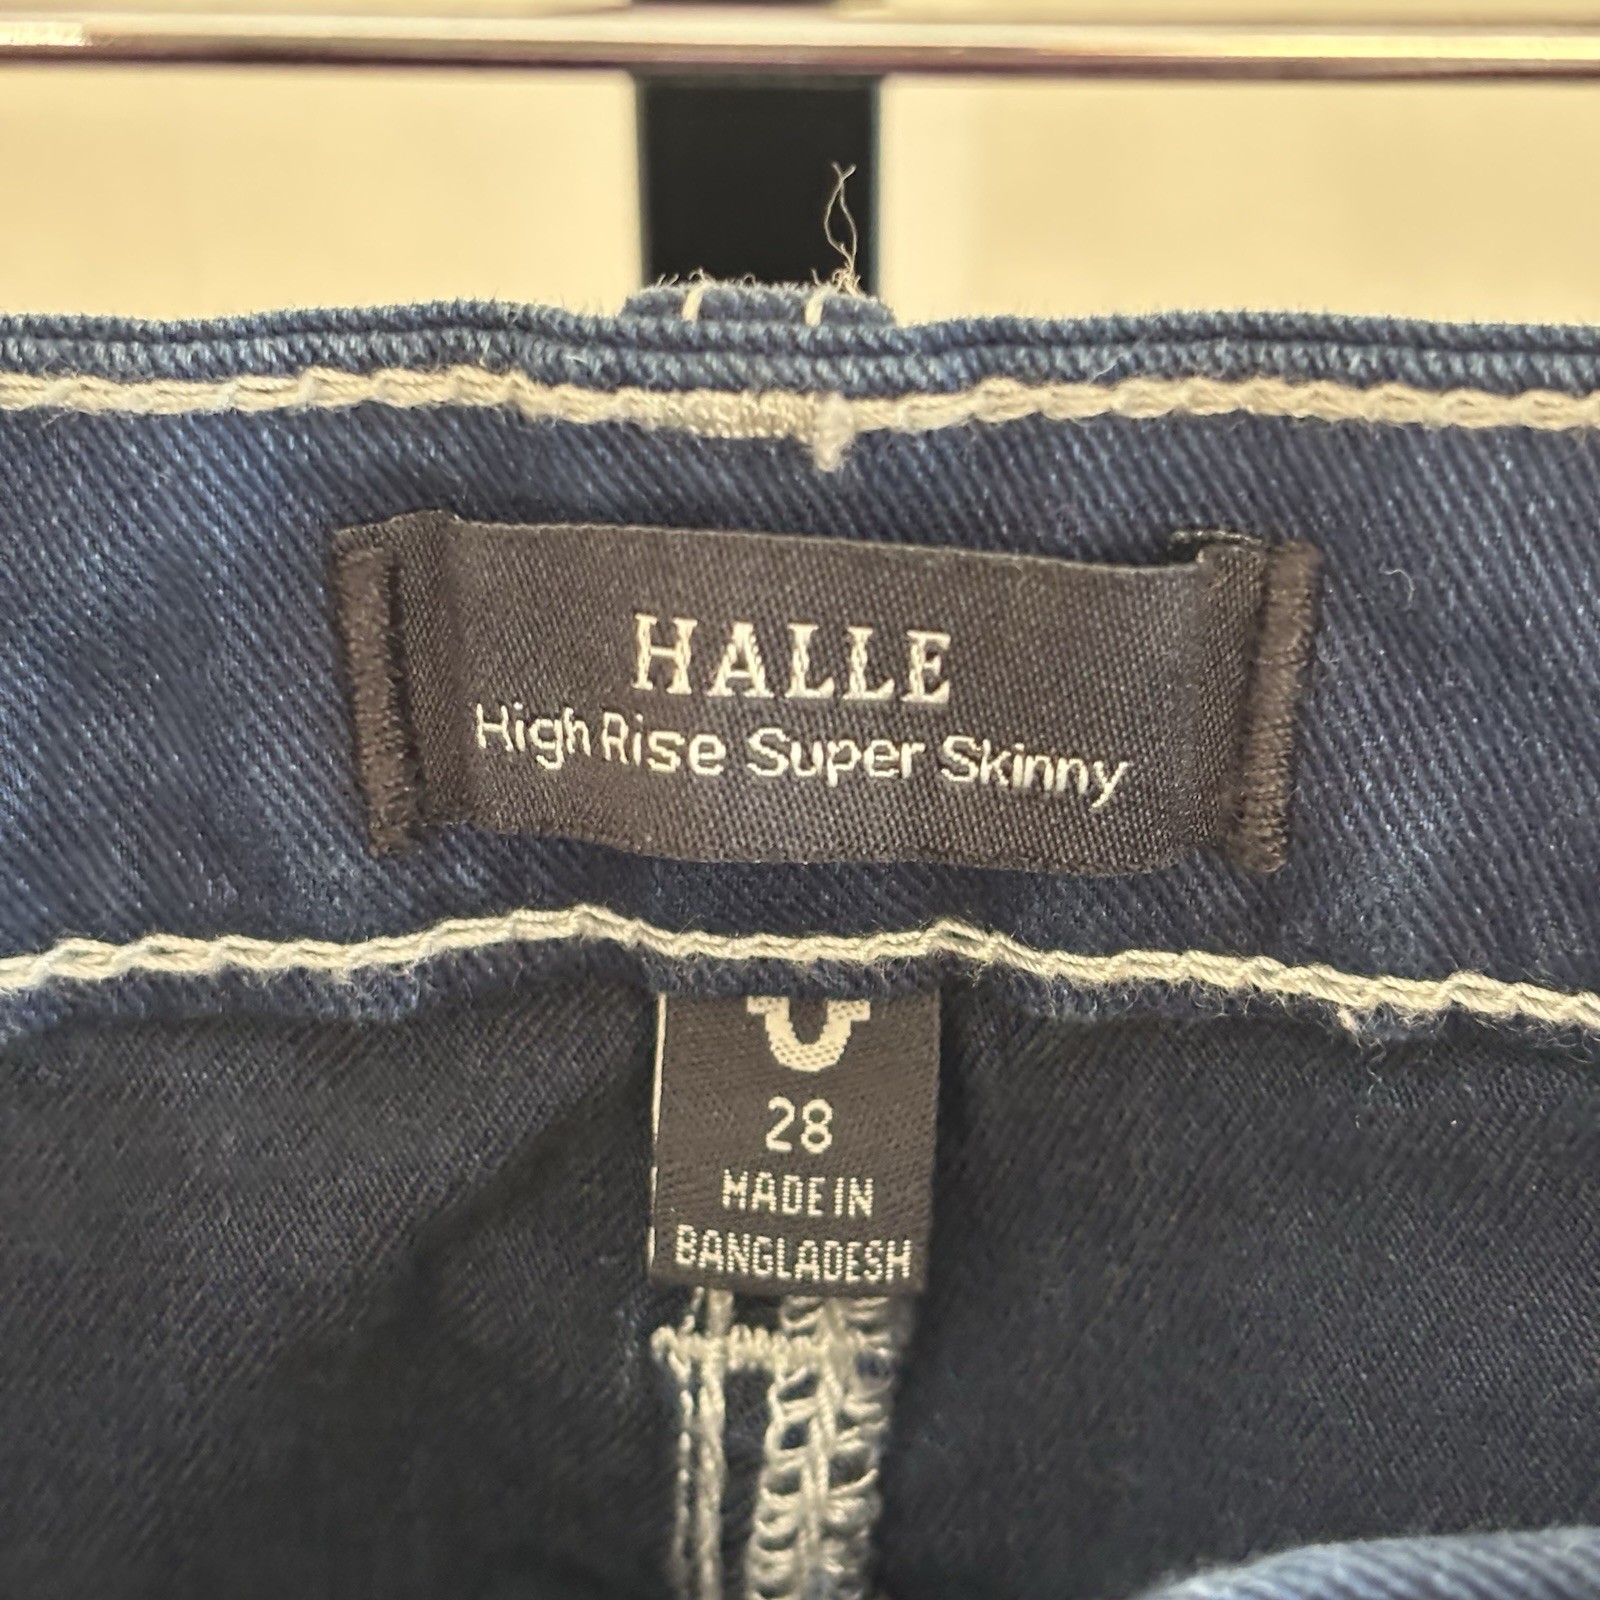 HALLE
High Rise Super Skinny
28
MADE IN
BANGLADESH